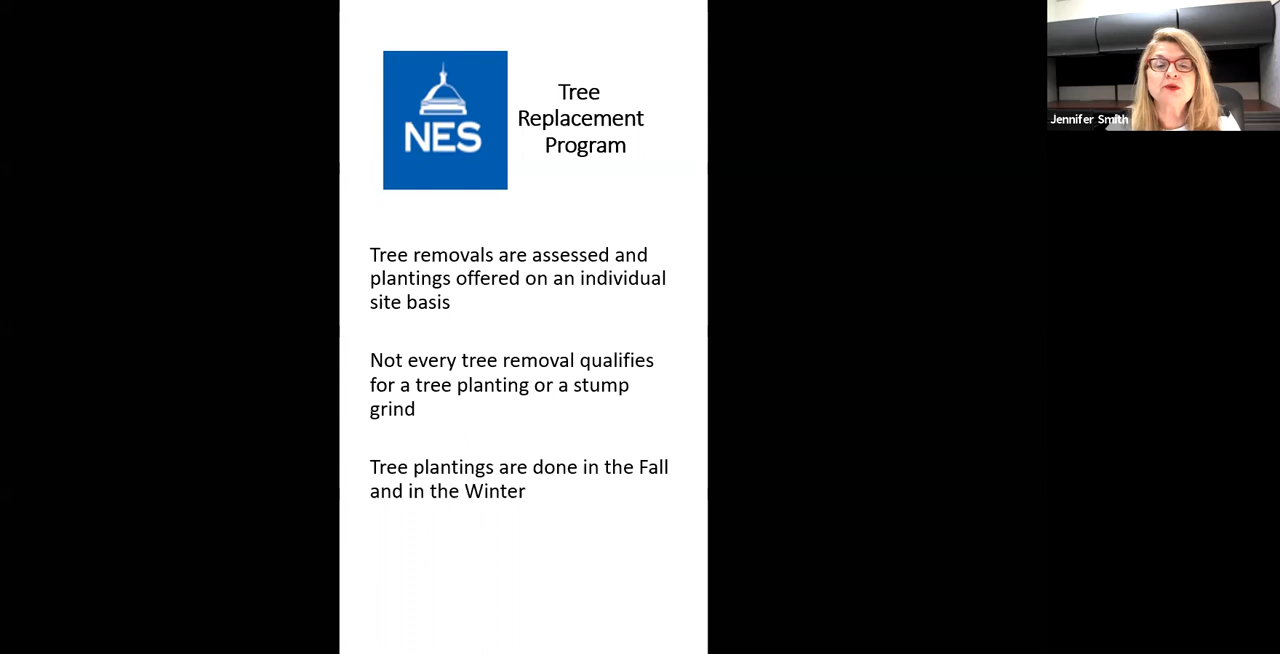 NES
Tree
Replacement
Program
Tree removals are assessed and
plantings offered on an individual
site basis
Not every tree removal qualifies
for a tree planting or a stump
grind
Tree plantings are done in the Fall
and in the Winter
Jennifer Smith